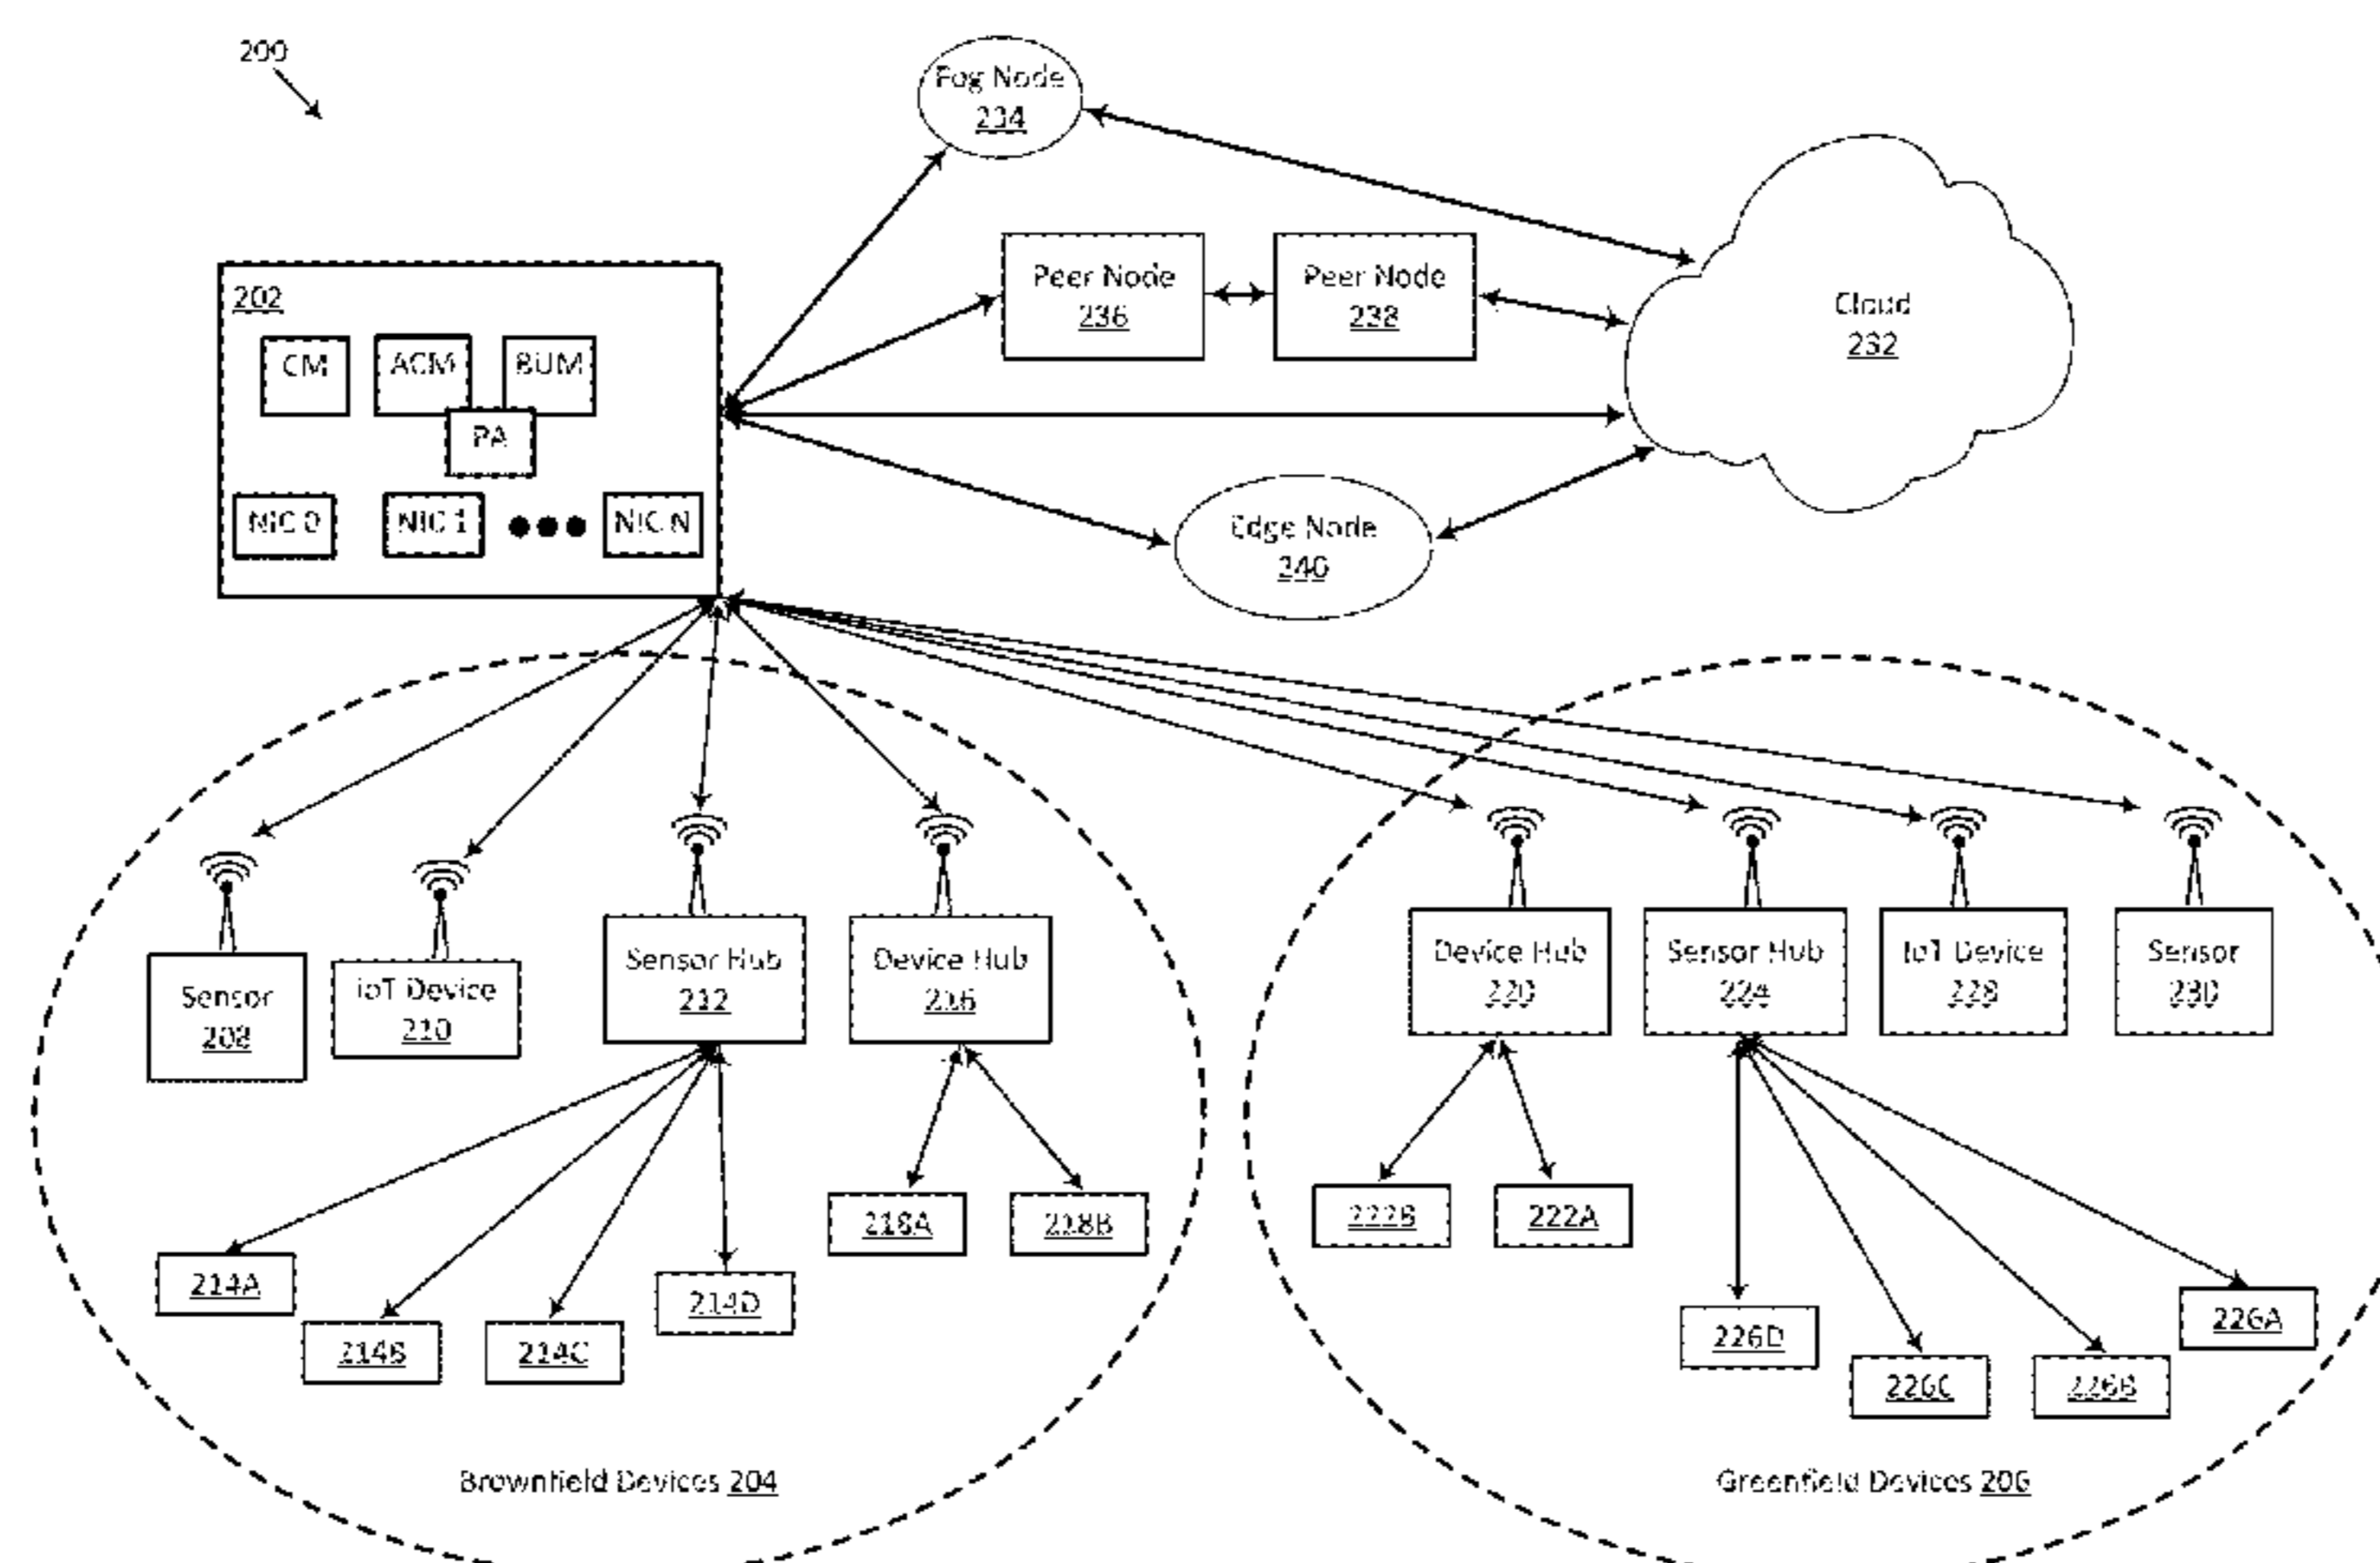 200
Fog Node
234
Peer Node
236
Peer Node
238
Cloud
232
202
CM
ACM
BUM
PA
NIC 0
NIC 1
NIC N
Edge Node
240
Sensor
208
IoT Device
210
Sensor Hub
212
Device Hub
216
Device Hub
220
Sensor Hub
224
IoT Device
228
Sensor
230
214A
214B
214C
214D
218A
218B
222B
222A
226D
226C
226B
226A
Brownfield Devices 204
Greenfield Devices 206